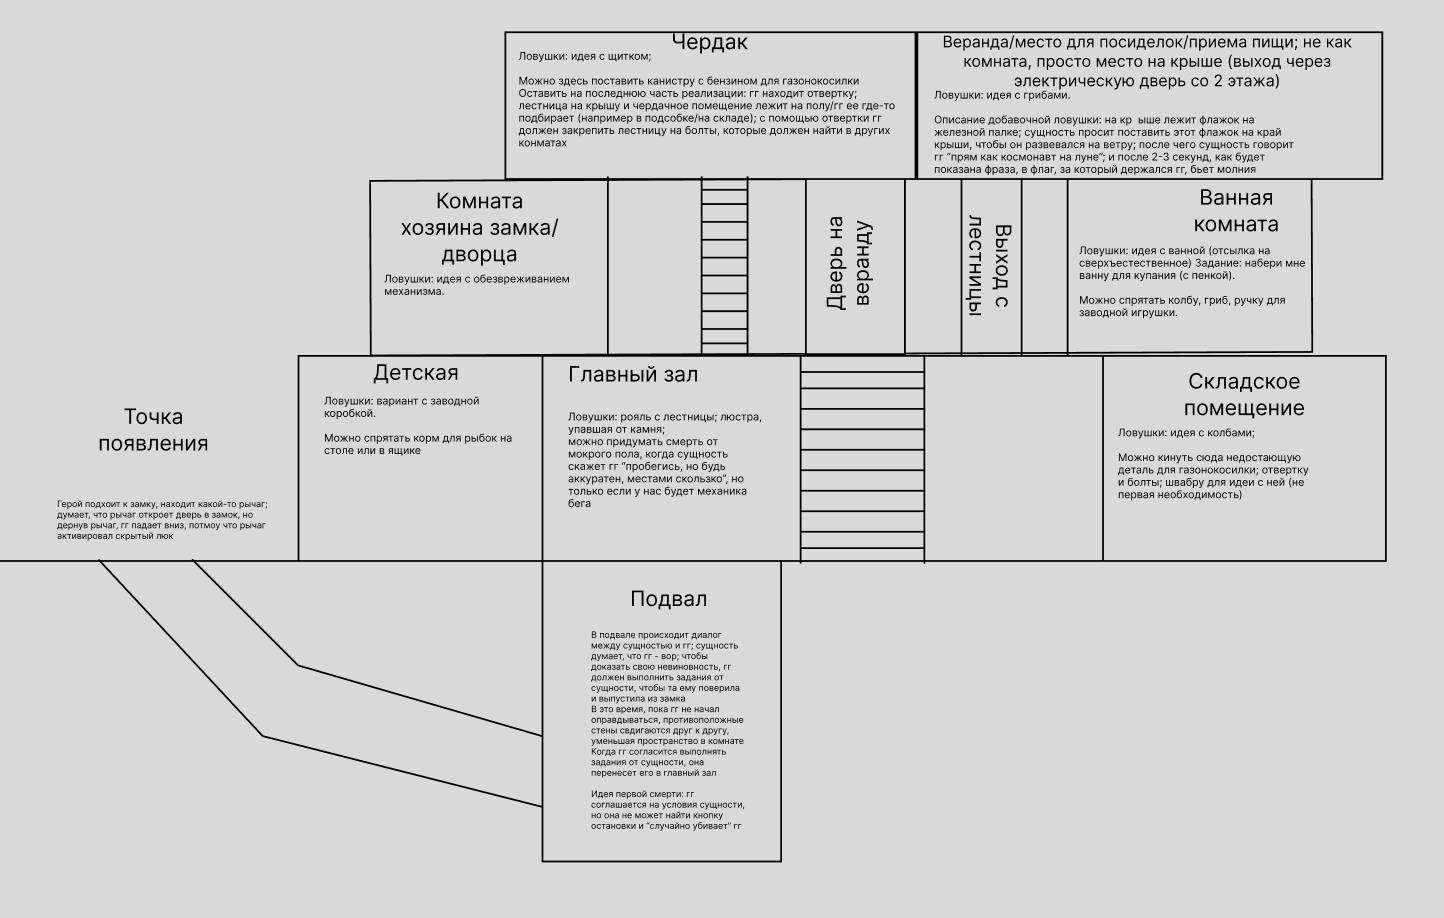 Чердак
Ловушки: идея с щитком;
Можно здесь поставить канистру с бензином для газонокосилки
Оставить на последнюю часть реализации: гг находит отвертку;
лестница на крышу и чердачное помещение лежит на полу/гг ее где-то
подбирает (например в подсобке/на складе); с помощью отвертки гг
должен закрепить лестницу на болты, которые должен найти в других
конматах
Веранда/место для посиделок/приема пищи; не как
комната, просто место на крыше (выход через
электрическую дверь со 2 этажа)
Ловушки: идея с грибами.
Описание добавочной ловушки: на кр  ыше лежит флажок на
железной палке; сущность просит поставить этот флажок на край
крыши, чтобы он развевался на ветру; после чего сущность говорит
гг "прям как космонавт на луне"; и после 2-3 секунд, как будет
показана фраза, в флаг, за который держался гг, бьет молния
Комната
хозяина замка/
дворца
Ловушки: идея с обезвреживанием
механизма.
Дверь на
веранду
Выход с
лестницы
Ванная
комната
Ловушки: идея с ванной (отсылка на
сверхъестественное) Задание: набери мне
ванну для купания (с пенкой).
Можно спрятать колбу, гриб, ручку для
заводной игрушки.
Точка
появления
Герой подхоит к замку, находит какой-то рычаг;
думает, что рычаг откроет дверь в замок, но
дернув рычаг, гг падает вниз, потмоу что рычаг
активировал скрытый люк
Детская
Ловушки: вариант с заводной
коробкой.
Можно спрятать корм для рыбок на
столе или в ящике
Главный зал
Ловушки: рояль с лестницы; люстра,
упавшая от камня;
можно придумать смерть от
мокрого пола, когда сущность
скажет гг "пробегись, но будь
аккуратен, местами скользко", но
только если у нас будет механика
бега
Складское
помещение
Ловушки: идея с колбами;
Можно кинуть сюда недостающую
деталь для газонокосилки; отвертку
и болты; швабру для идеи с ней (не
первая необходимость)
Подвал
В подвале происходит диалог
между сущностью и гг; сущность
думает, что гг - вор; чтобы
доказать свою невиновность, гг
должен выполнить задания от
сущности, чтобы та ему поверила
и выпустила из замка
В это время, пока гг не начал
оправдываться, противоположные
стены свдигаются друг к другу,
уменьшая пространство в комнате
Когда гг согласится выполнять
задания от сущности, она
перенесет его в главный зал
Идея первой смерти: гг
соглашается на условия сущности,
но она не может найти кнопку
остановки и "случайно убивает" гг